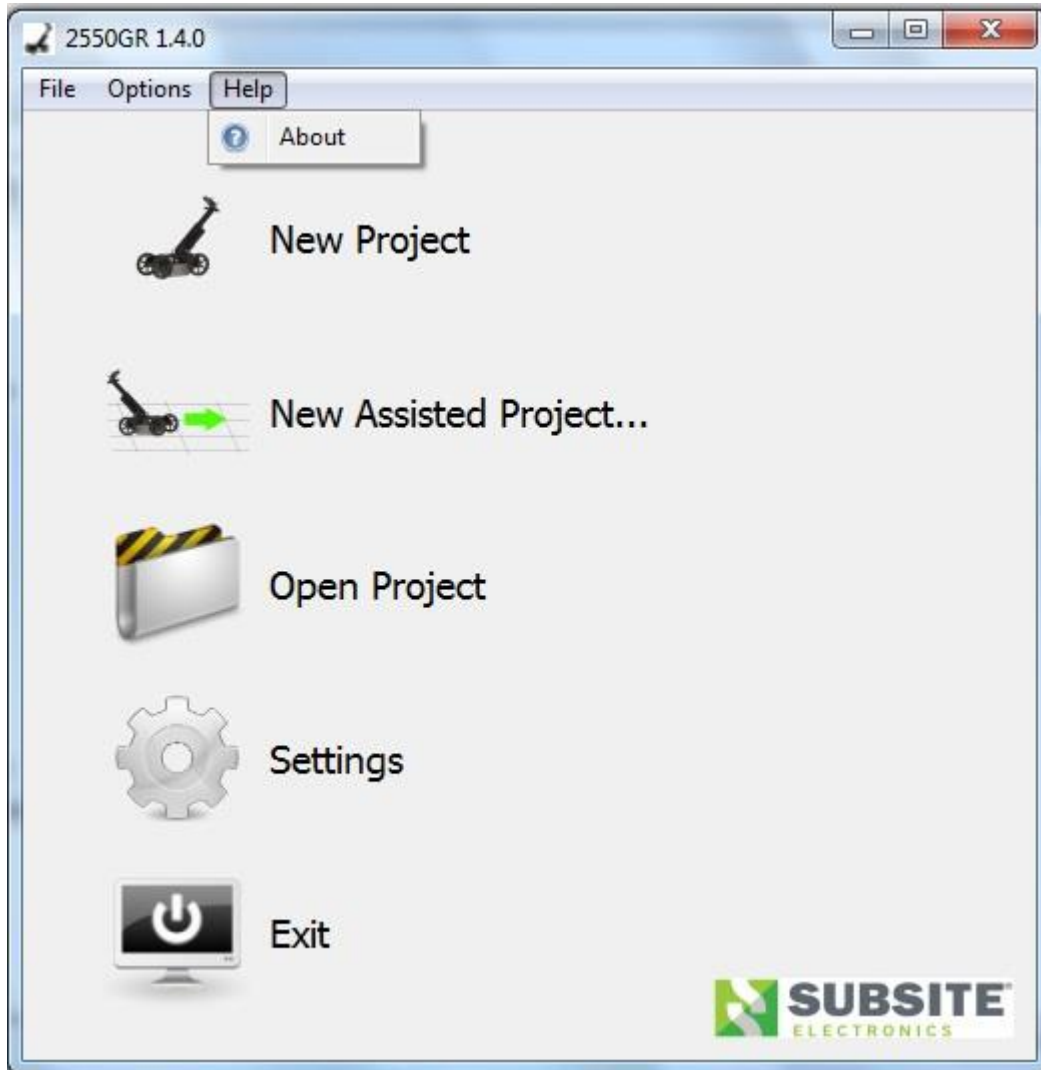 2550GR 1.4.0
File Options Help
About
New Project
New Assisted Project...
Open Project
Settings
Exit
SUBSITE
ELECTRONICS